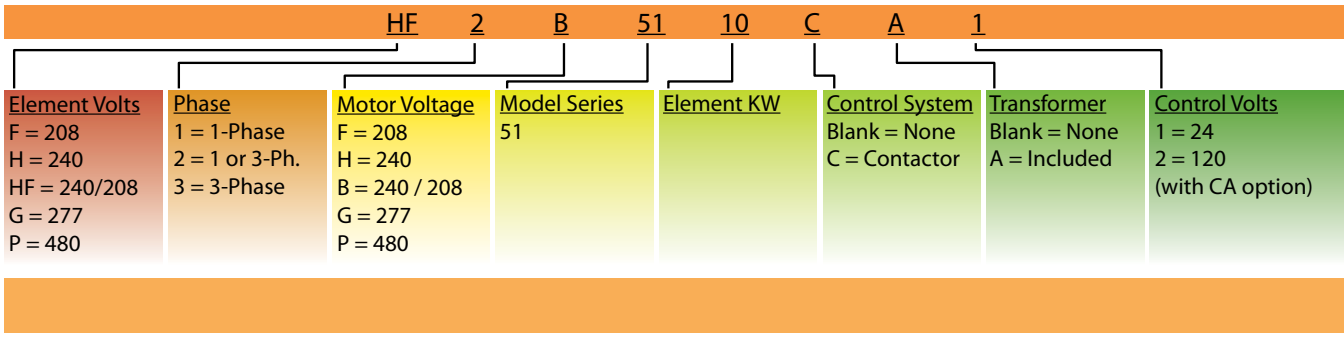 HF 2 B 51 10 C A 1
Element Volts
F = 208
H = 240
HF = 240/208
G = 277
P = 480
Phase
1 = 1-Phase
2 = 1 or 3-Ph.
3 = 3-Phase
Motor Voltage
F = 208
H = 240
B = 240 / 208
G = 277
P = 480
Model Series
51
Element KW
Control System
Blank = None
C = Contactor
Transformer
Blank = None
A = Included
Control Volts
1 = 24
2 = 120
(with CA option)